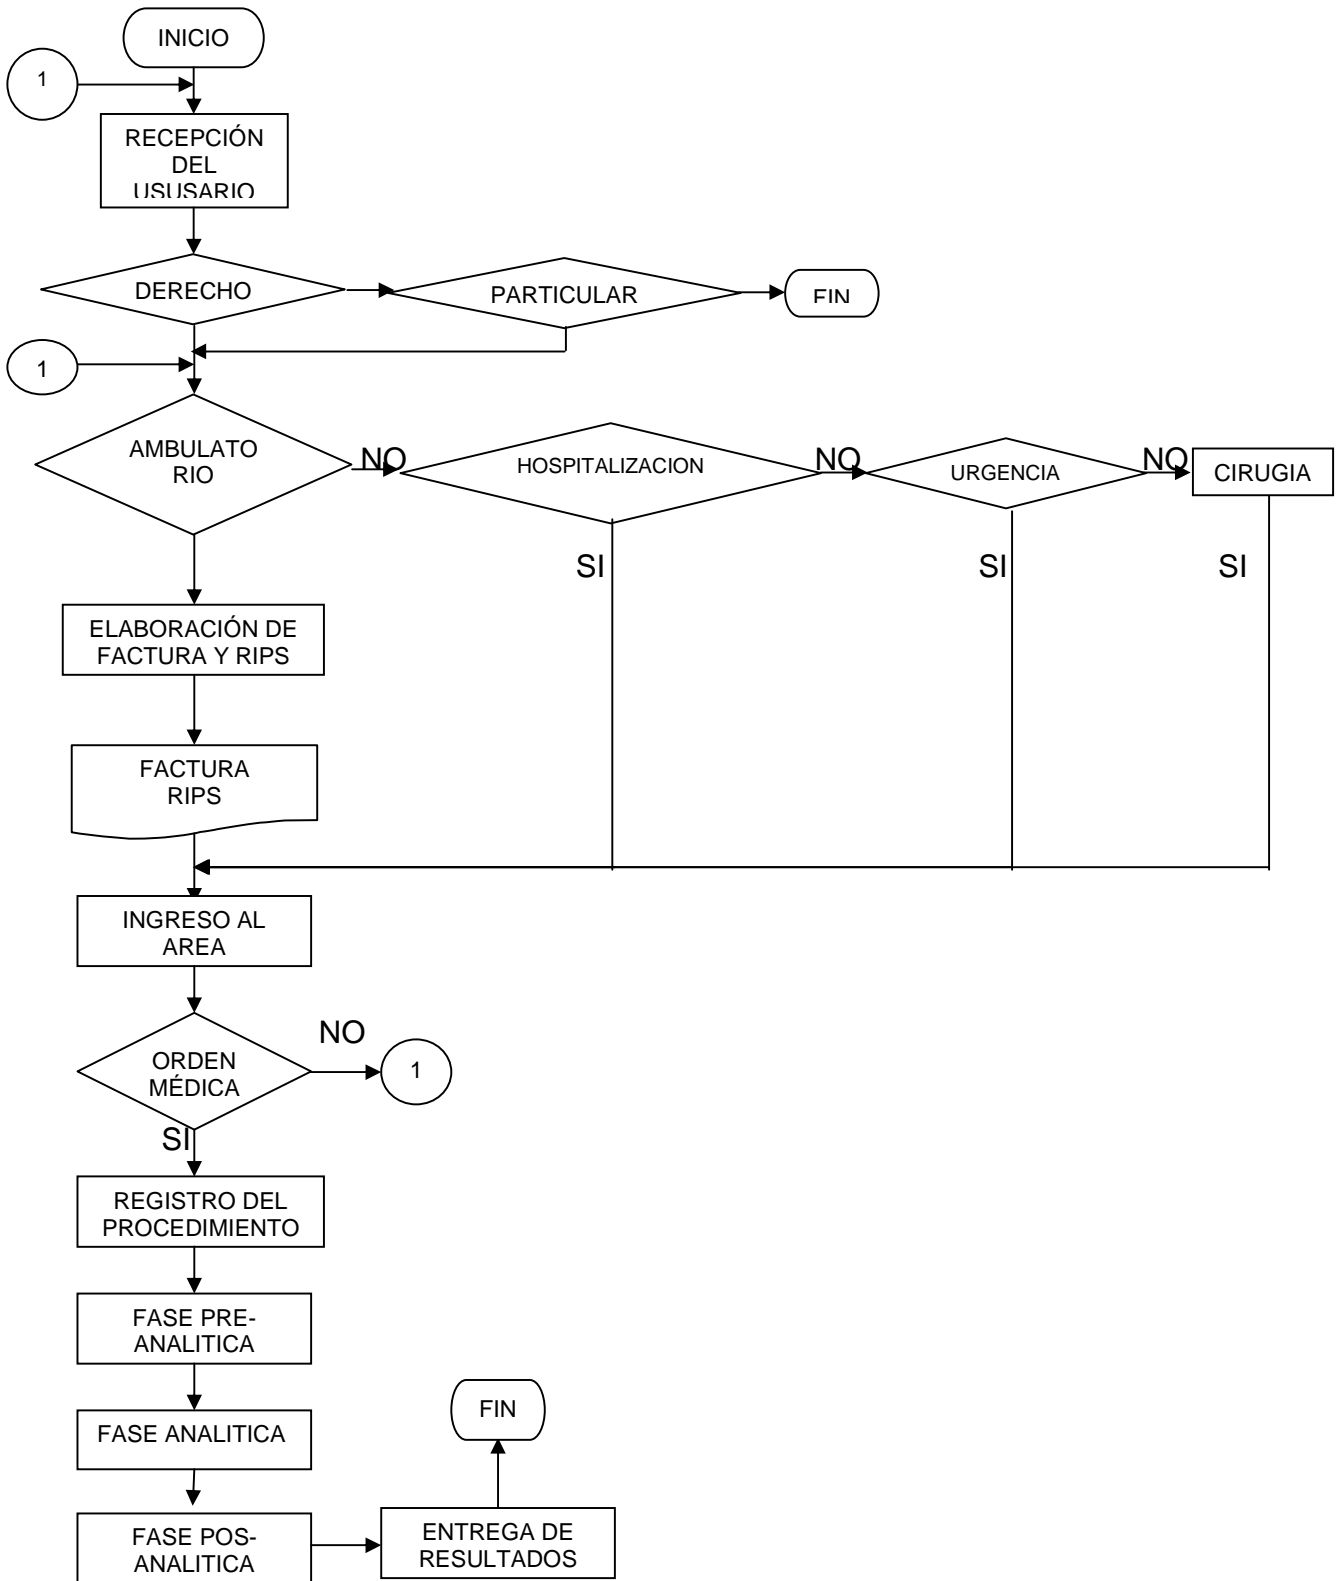 INICIO
1
RECEPCIÓN
DEL
USUSARIO
DERECHO
PARTICULAR
FIN
1
AMBULATO
RIO
NO
HOSPITALIZACION
NO
URGENCIA
NO
CIRUGIA
SI
SI
SI
ELABORACIÓN DE
FACTURA Y RIPS
FACTURA
RIPS
INGRESO AL
AREA
NO
ORDEN
MÉDICA
1
SI
REGISTRO DEL
PROCEDIMIENTO
FASE PRE-
ANALITICA
FASE ANALITICA
FIN
FASE POS-
ANALITICA
ENTREGA DE
RESULTADOS